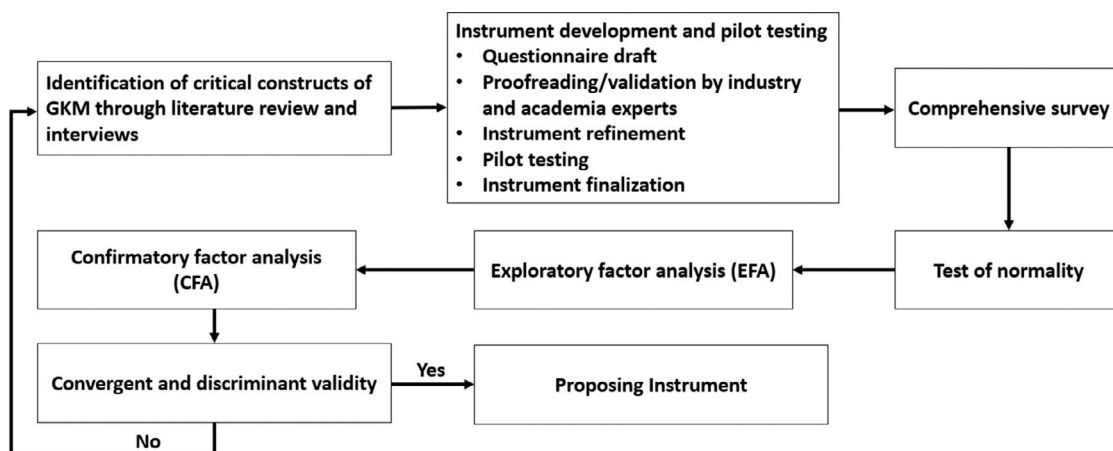 Identification of critical constructs of
GKM through literature review and
interviews
Instrument development and pilot testing
• Questionnaire draft
• Proofreading/validation by industry
and academia experts
• Instrument refinement
• Pilot testing
• Instrument finalization
Comprehensive survey
Test of normality
Exploratory factor analysis (EFA)
Confirmatory factor analysis
(CFA)
Convergent and discriminant validity
Yes
Proposing Instrument
No